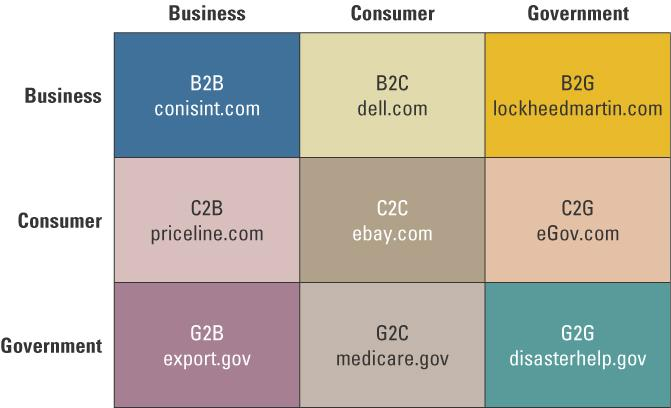 Business Consumer Government
Business
B2B
conisint.com
B2C
dell.com
B2G
lockheedmartin.com
Consumer
C2B
priceline.com
C2C
ebay.com
C2G
eGov.com
Government
G2B
export.gov
G2C
medicare.gov
G2G
disasterhelp.gov